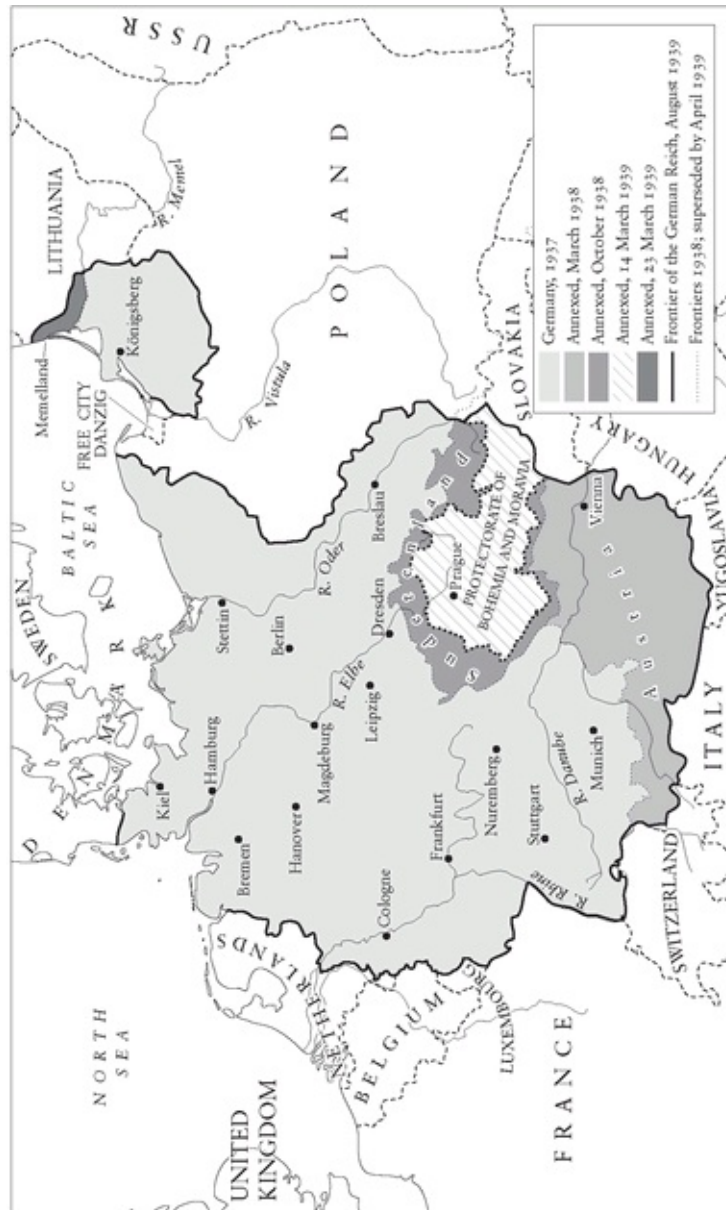 NORTH
SEA
UNITED
KINGDOM
NETHERLANDS
BELGIUM
LUXEMBOURG
FRANCE
SWITZERLAND
ITALY
DENMARK
SWEDEN
BALTIC
SEA
Memelland
FREE CITY
DANZIG
LITHUANIA
USSR
Königsberg
R. Memel
POLAND
R. Vistula
Kiel
Hamburg
Bremen
Hanover
Stettin
Berlin
Magdeburg
R. Oder
R. Elbe
Breslau
Dresden
Leipzig
Cologne
Frankfurt
Nuremberg
Stuttgart
R. Rhine
R. Danube
Munich
Sudetenland
Prague
PROTECTORATE OF
BOHEMIA AND MORAVIA
Austria
Vienna
SLOVAKIA
HUNGARY
YUGOSLAVIA
Germany, 1937
Annexed, March 1938
Annexed, October 1938
Annexed, 14 March 1939
Annexed, 23 March 1939
Frontier of the German Reich, August 1939
Frontiers 1938; superseded by April 1939